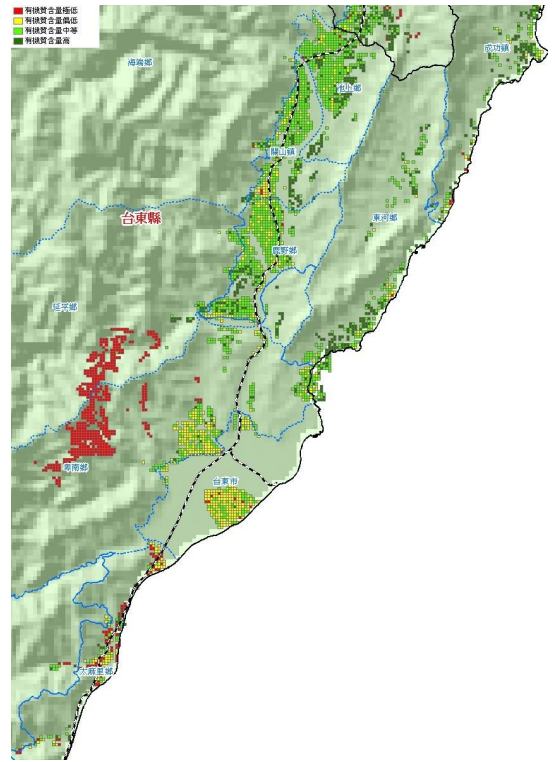 有機質含量極低
有機質含量偏低
有機質含量中等
有機質含量高
成功鎮
海端鄉
池上鄉
關山鎮
台東縣
東河鄉
鹿野鄉
延平鄉
卑南鄉
台東市
太麻里鄉